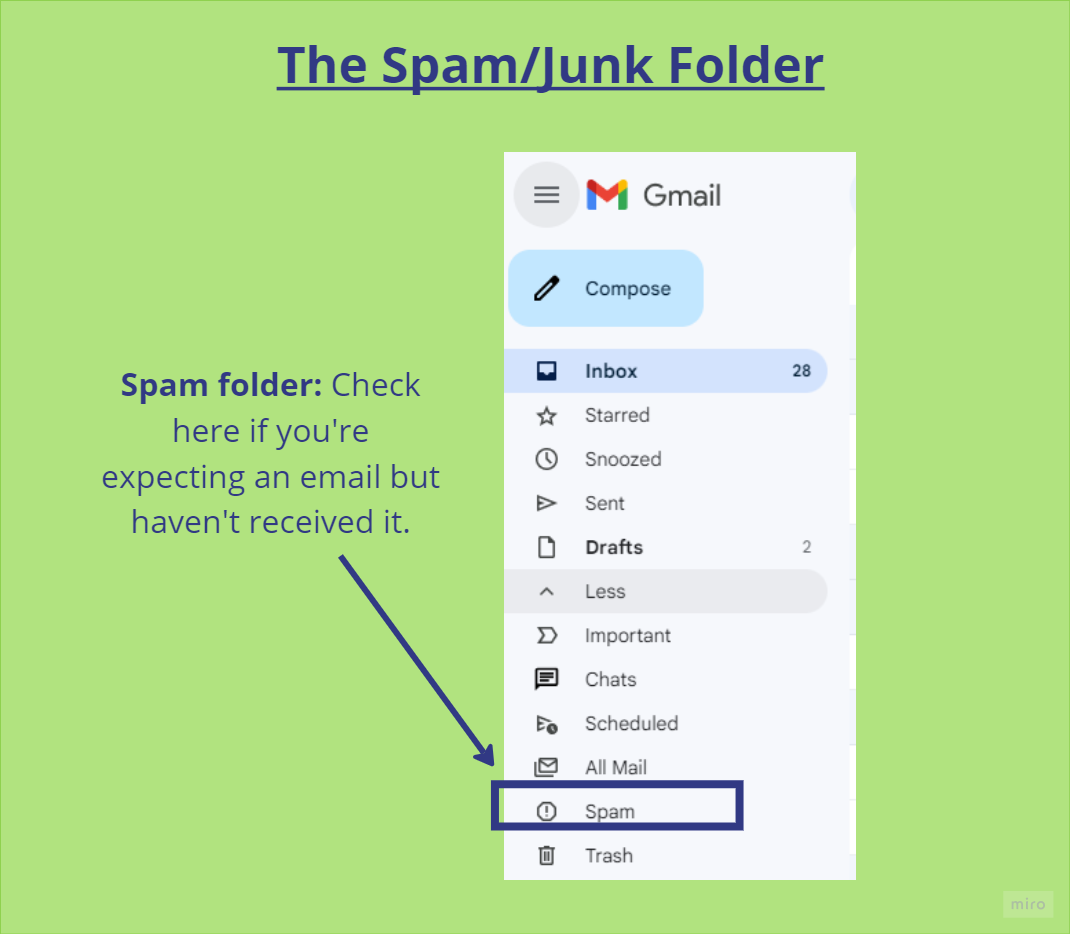 The Spam/Junk Folder
Gmail
Compose
Inbox 28
Starred
Snoozed
Sent
Drafts 2
Less
Important
Chats
Scheduled
All Mail
Spam
Trash
Spam folder: Check
here if you're
expecting an email but
haven't received it.
miro